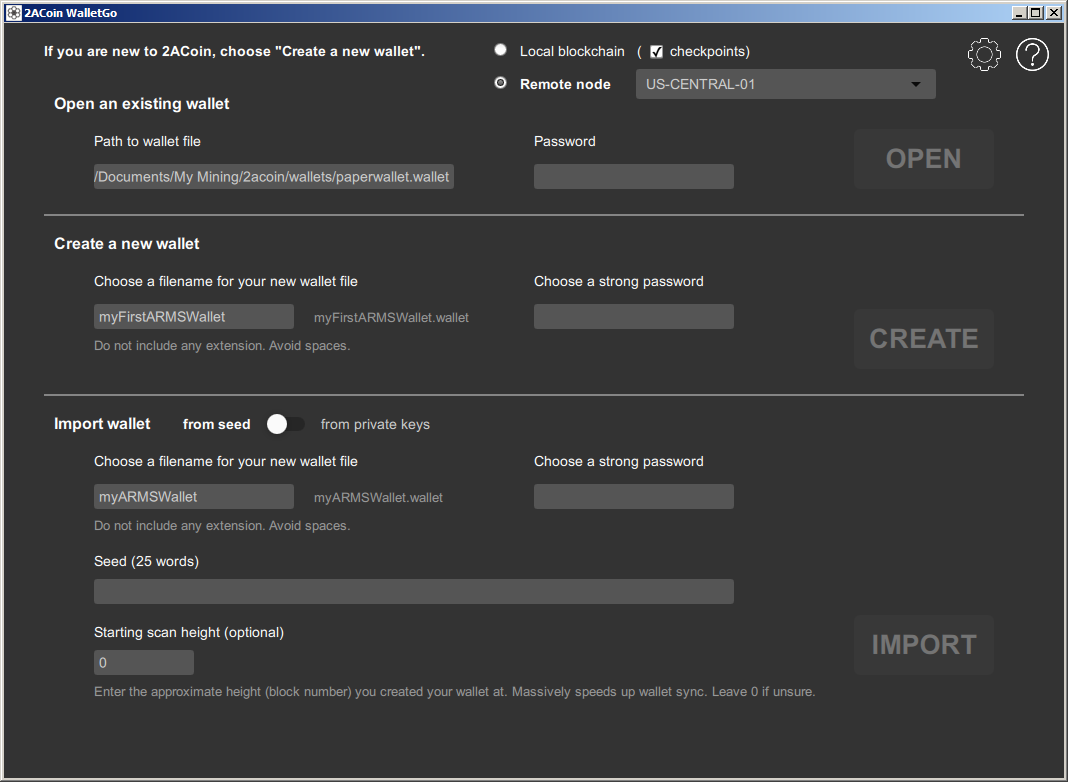 2ACoin WalletGo
If you are new to 2ACoin, choose "Create a new wallet".
Local blockchain ( checkpoints)
Remote node
US-CENTRAL-01
Open an existing wallet
Path to wallet file
Password
/Documents/My Mining/2acoin/wallets/paperwallet.wallet
OPEN
Create a new wallet
Choose a filename for your new wallet file
Choose a strong password
myFirstARMSWallet
myFirstARMSWallet.wallet
Do not include any extension. Avoid spaces.
CREATE
Import wallet
from seed
from private keys
Choose a filename for your new wallet file
Choose a strong password
myARMSWallet
myARMSWallet.wallet
Do not include any extension. Avoid spaces.
Seed (25 words)
Starting scan height (optional)
0
IMPORT
Enter the approximate height (block number) you created your wallet at. Massively speeds up wallet sync. Leave 0 if unsure.